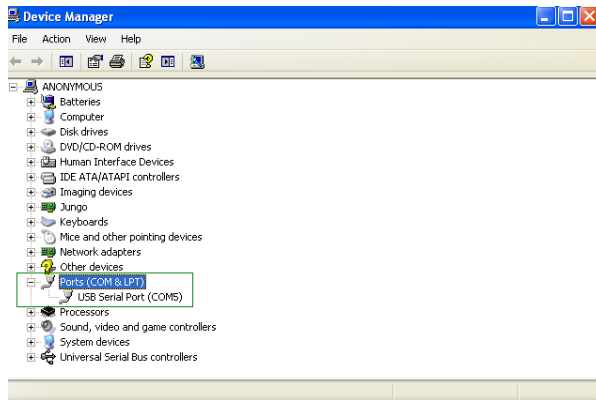 Device Manager
File Action View Help
ANONYMOUS
Batteries
Computer
Disk drives
DVD/CD-ROM drives
Human Interface Devices
IDE ATA/ATAPI controllers
Imaging devices
Jungo
Keyboards
Mice and other pointing devices
Network adapters
Other devices
Ports (COM & LPT)
USB Serial Port (COM5)
Processors
Sound, video and game controllers
System devices
Universal Serial Bus controllers